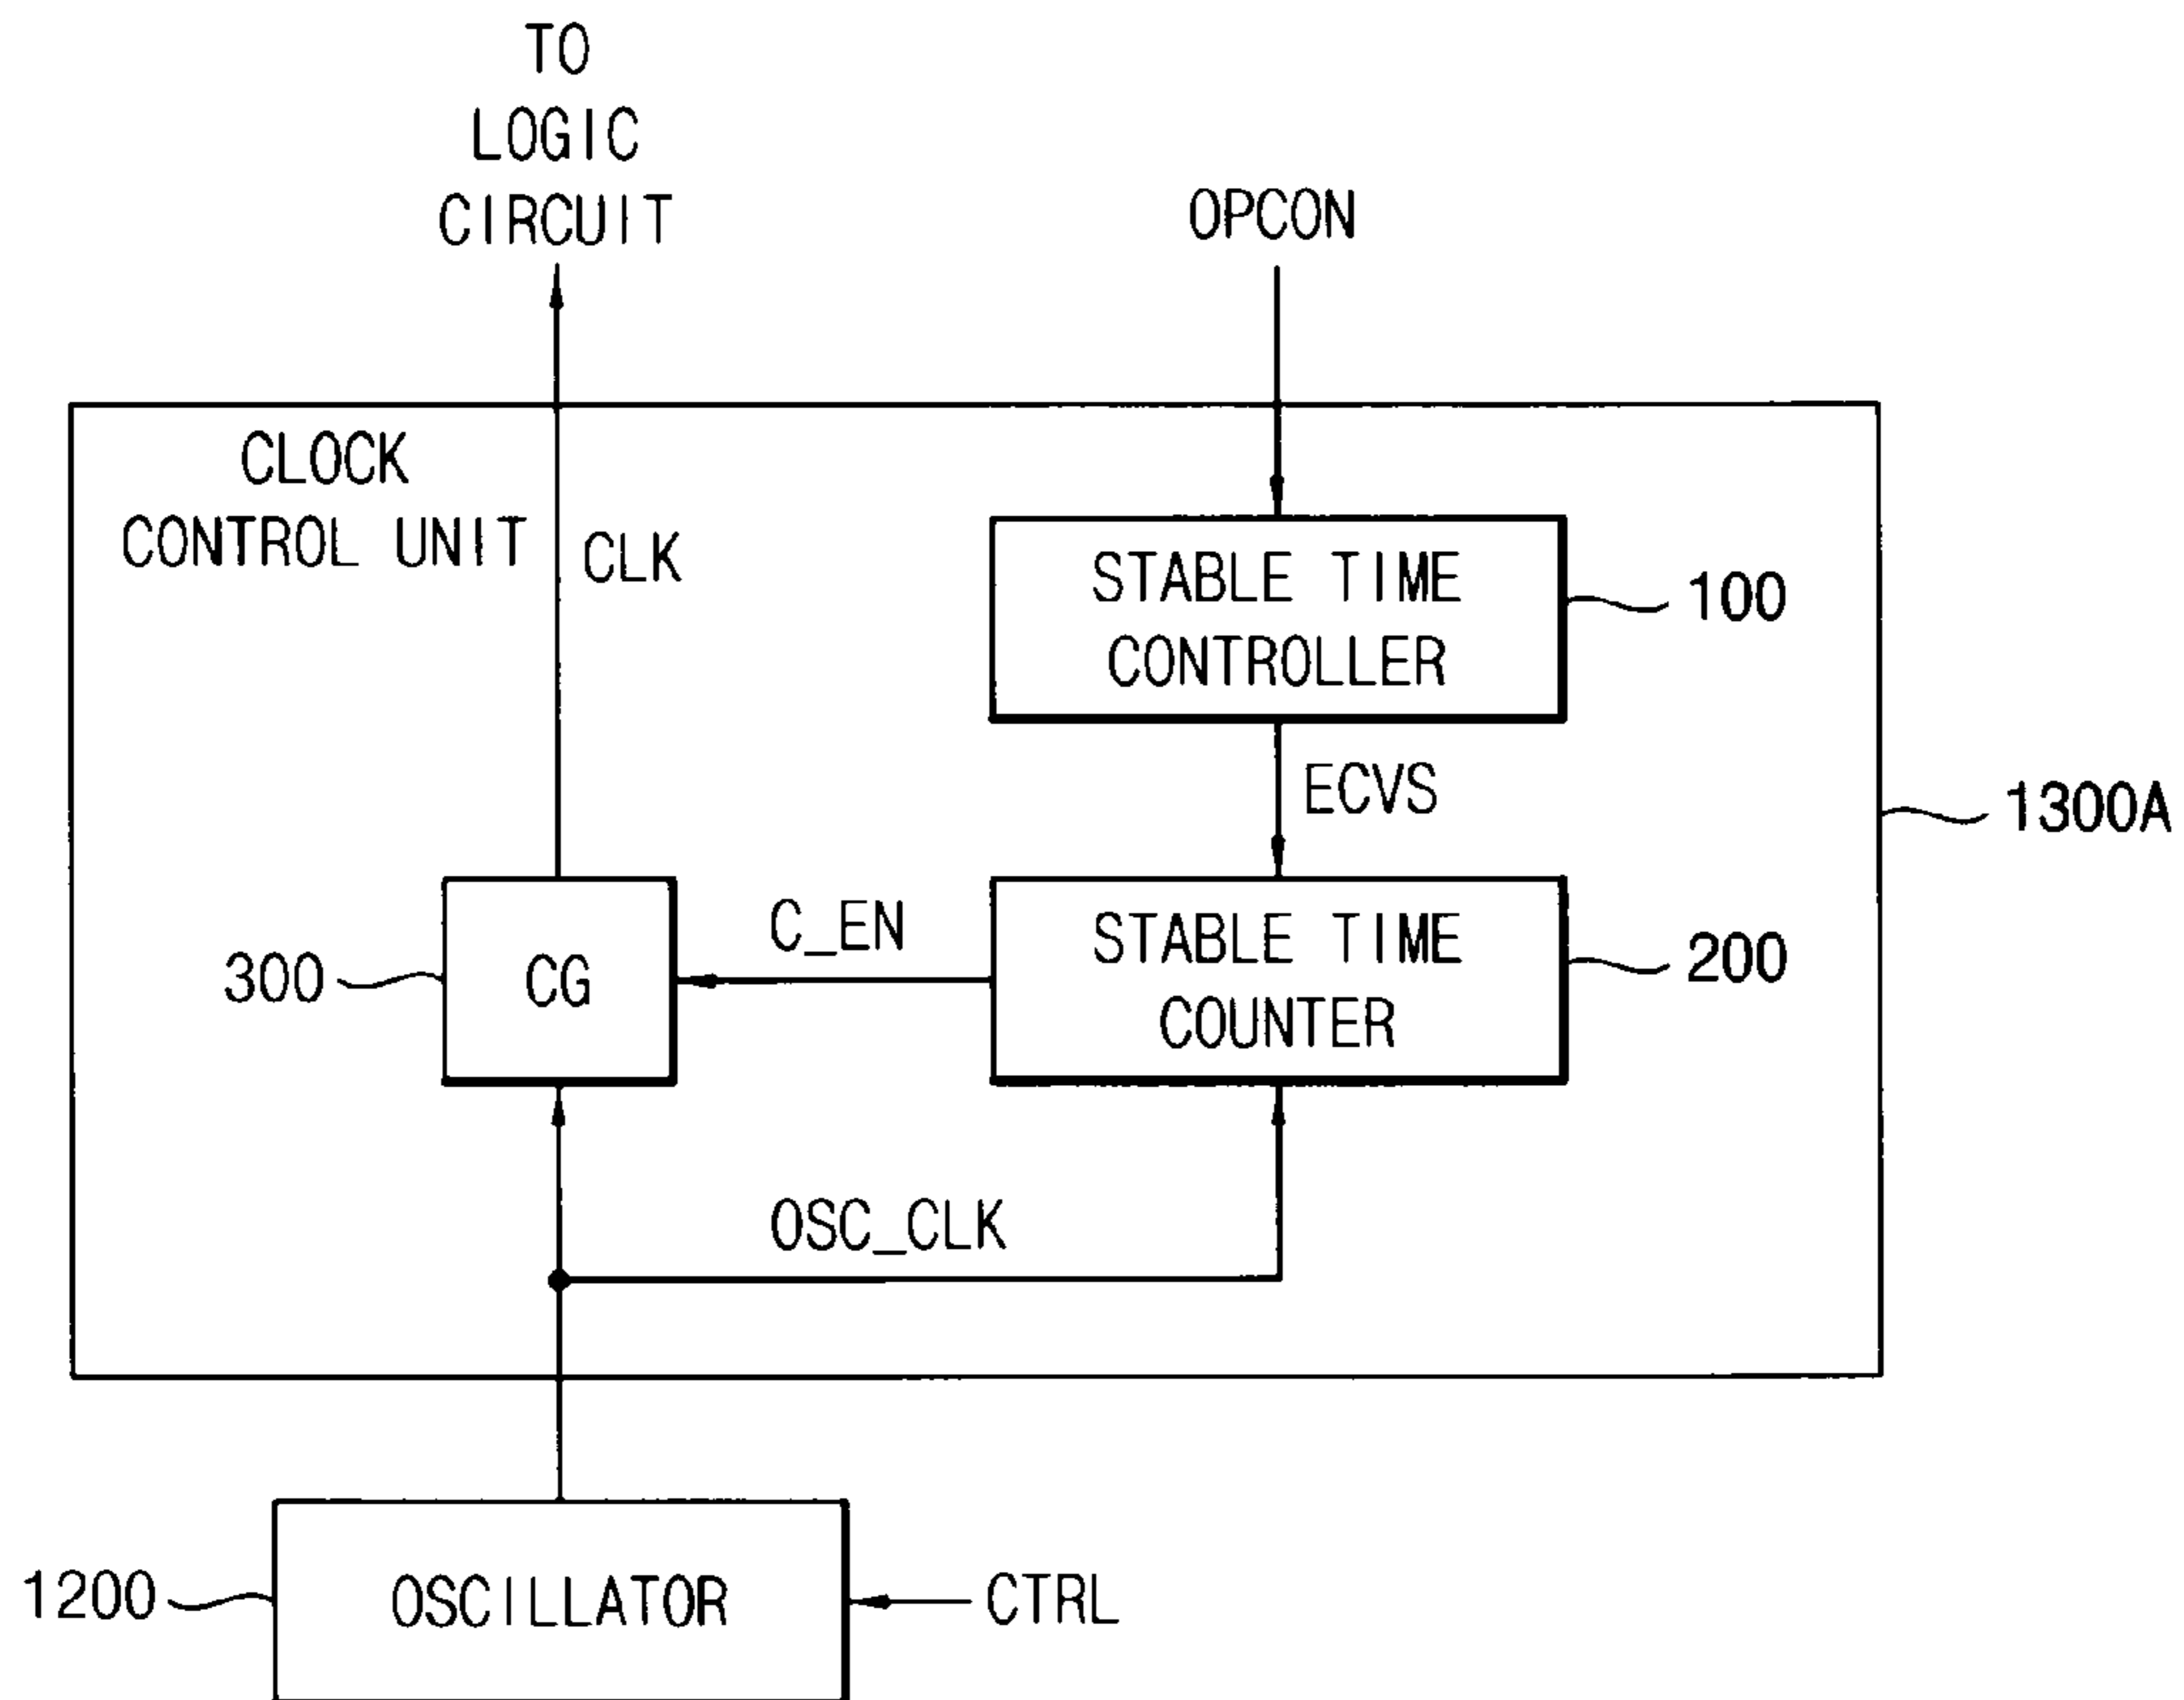 TO
LOGIC
CIRCUIT
OPCON
CLOCK
CONTROL UNIT
CLK
STABLE TIME
CONTROLLER
100
ECVS
1300A
300
CG
C_EN
STABLE TIME
COUNTER
200
OSC_CLK
1200
OSCILLATOR
CTRL